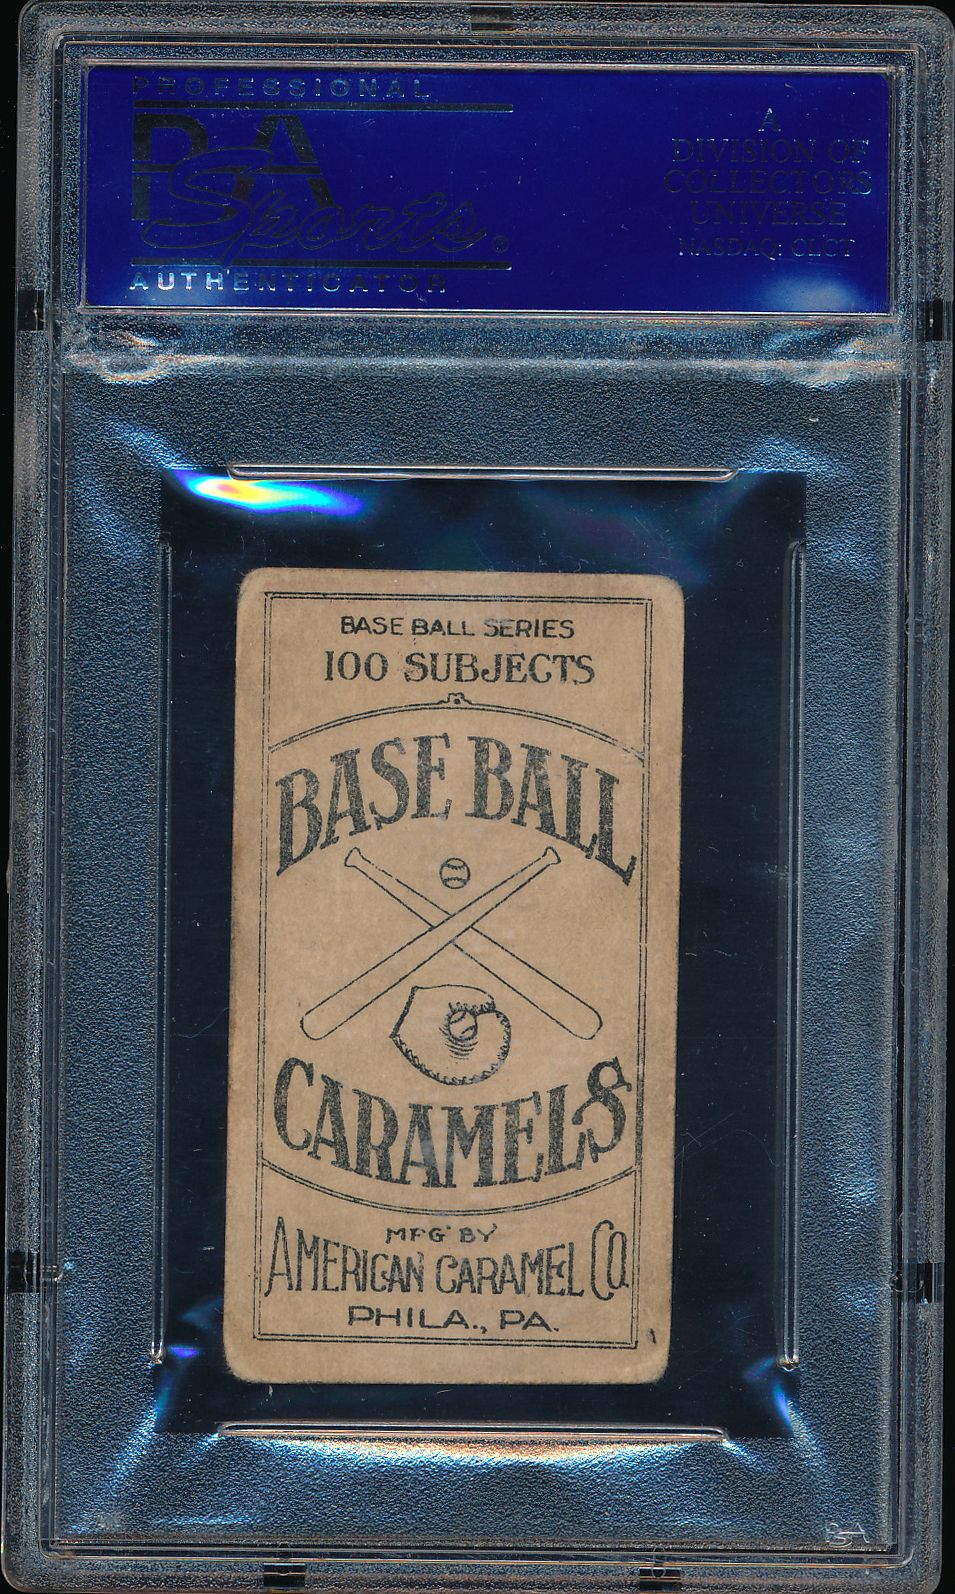 PROFESSIONAL
PSA
Sports®
AUTHENTICATOR
A
DIVISION OF
COLLECTORS
UNIVERSE
NASDAQ: CLCT
BASE BALL SERIES
100 SUBJECTS
BASE BALL
CARAMELS
MFG BY
AMERICAN CARAMEL CO.
PHILA., PA.
PSA